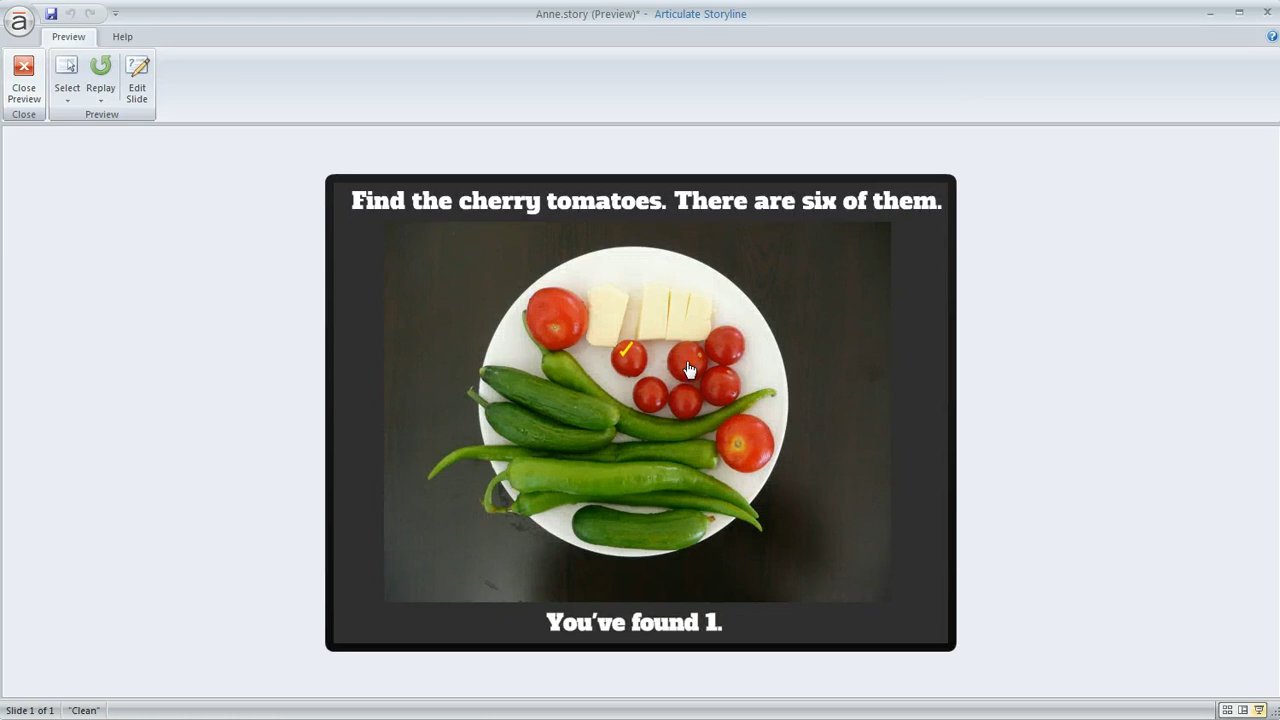 Anne.story (Preview)* - Articulate Storyline
Preview Help
Close Preview
Select
Replay
Edit Slide
Close
Preview
Find the cherry tomatoes. There are six of them.
You've found 1.
Slide 1 of 1 "Clean"